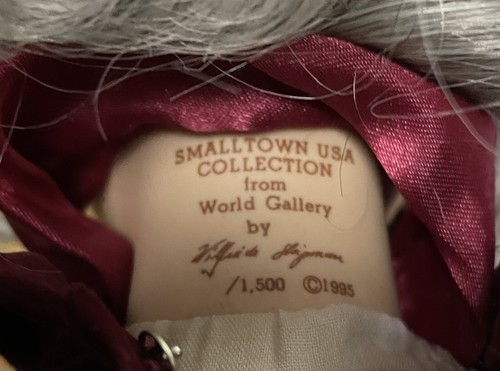 SMALLTOWN USA
COLLECTION
from
World Gallery
by
/1,500 ©1995